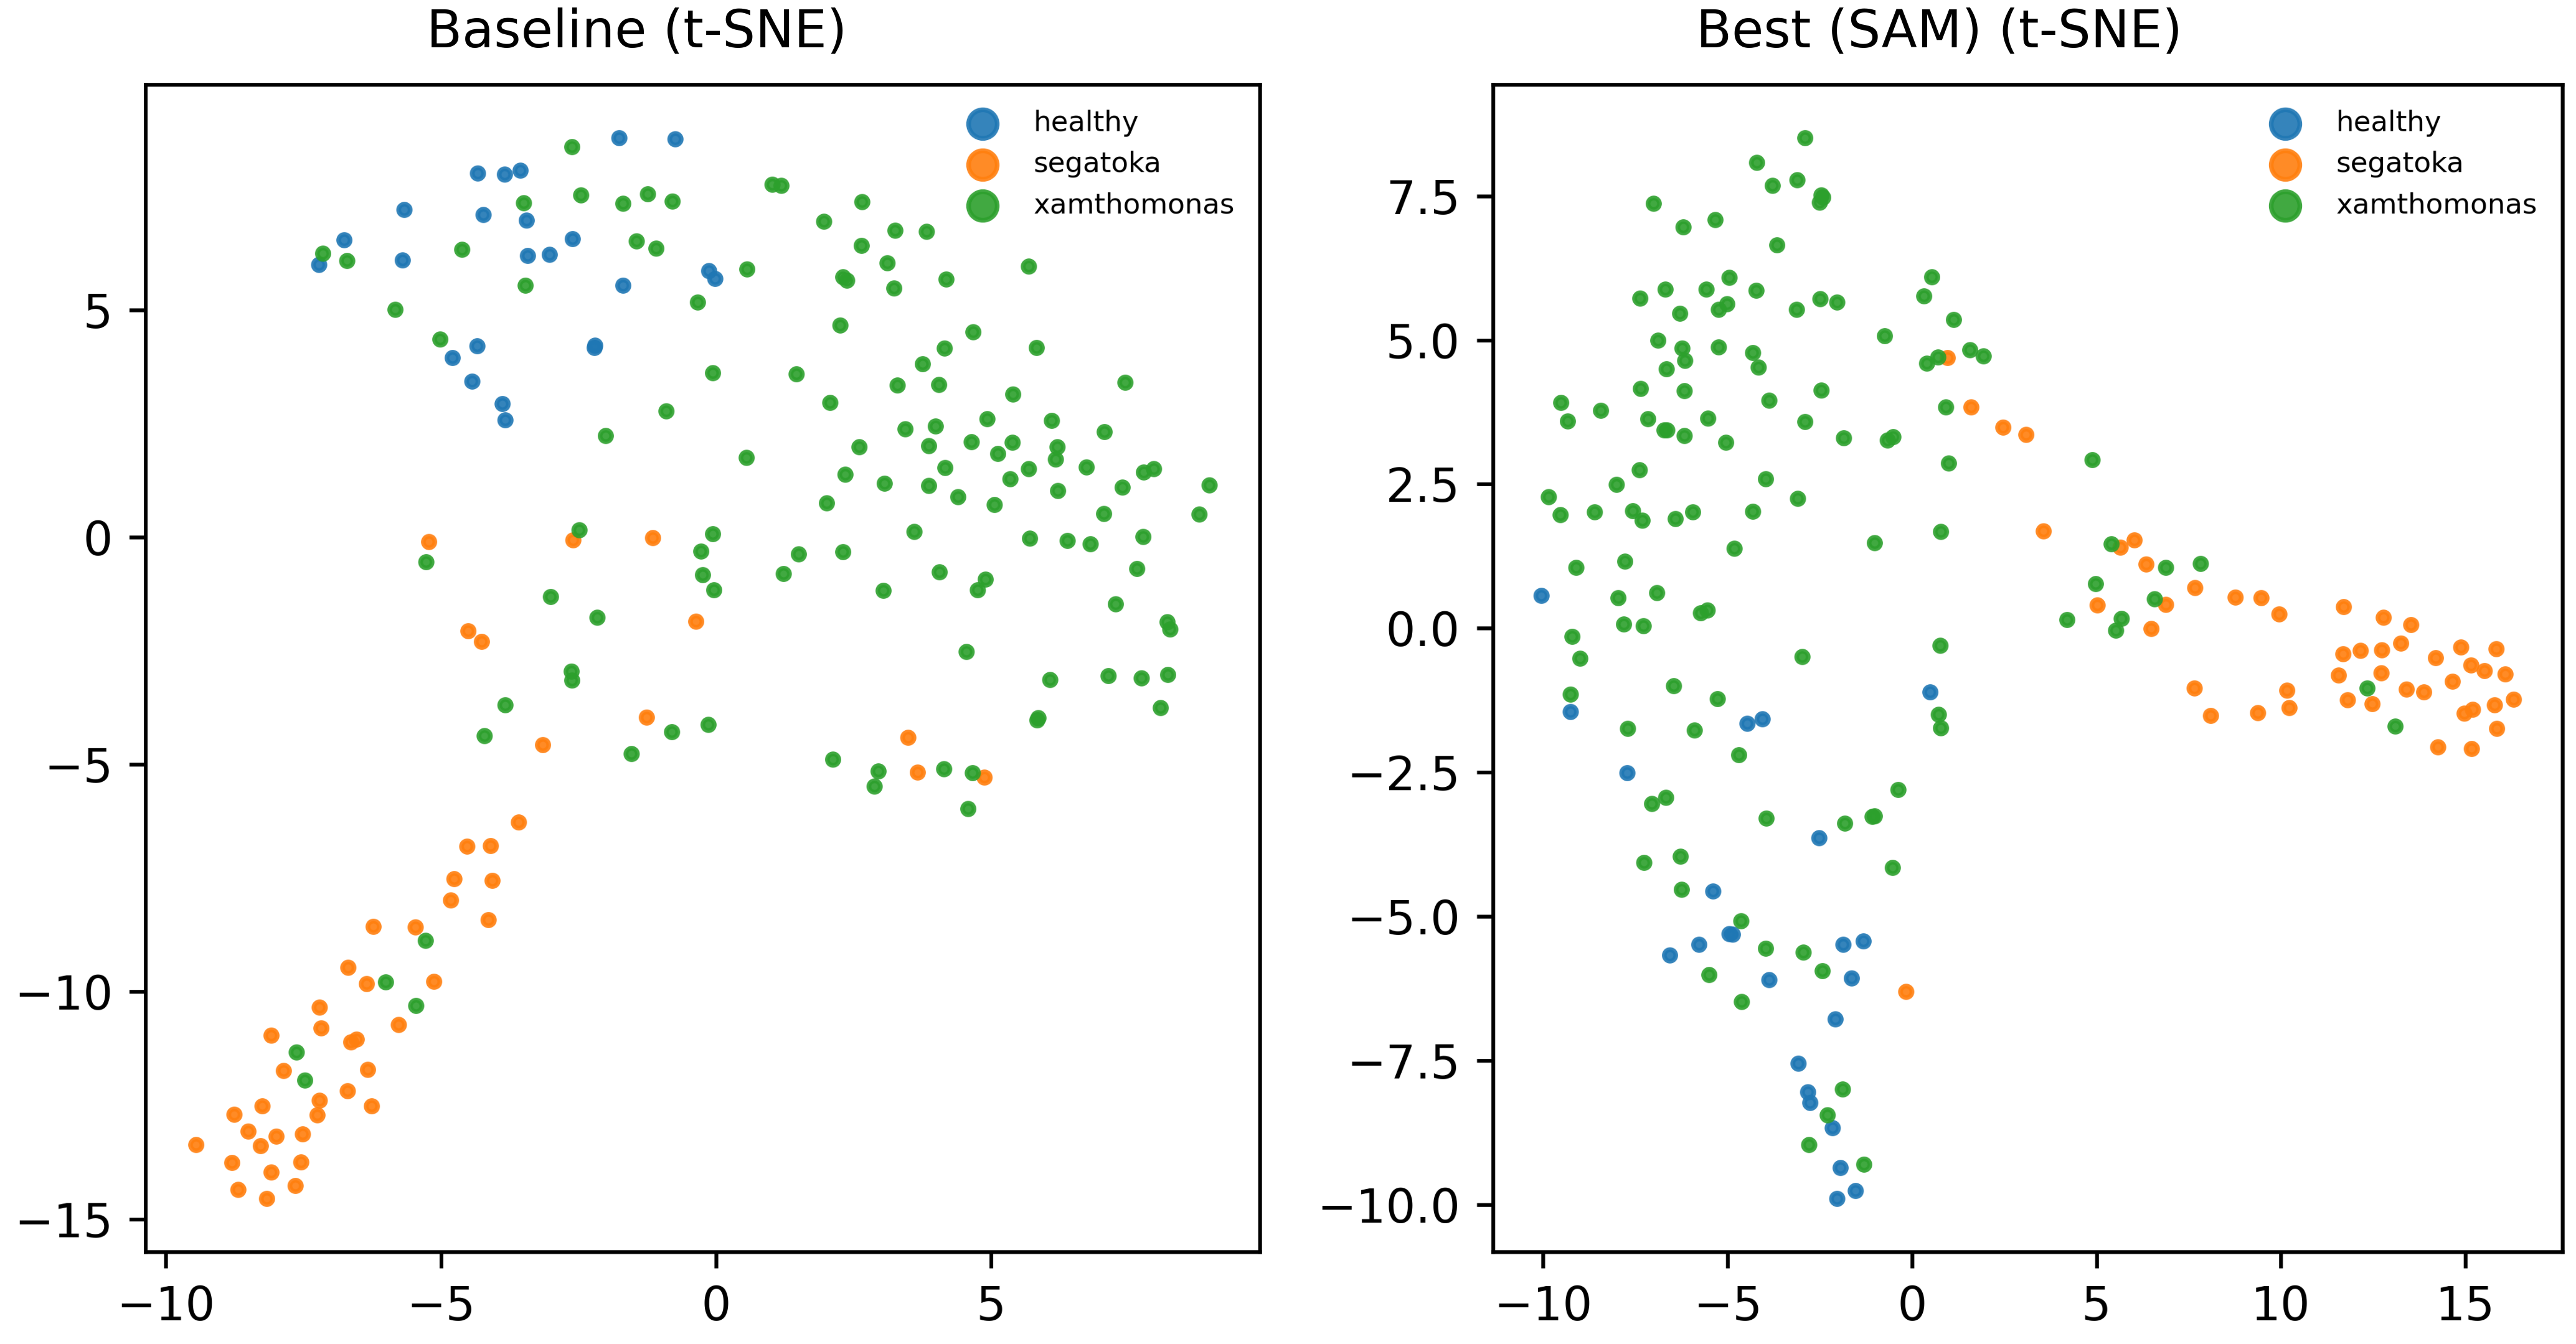 Baseline (t-SNE)
healthy
segatoka
xamthomonas
5
0
−5
−10
−15
−10 −5 0 5
Best (SAM) (t-SNE)
healthy
segatoka
xamthomonas
7.5
5.0
2.5
0.0
−2.5
−5.0
−7.5
−10.0
−10 −5 0 5 10 15